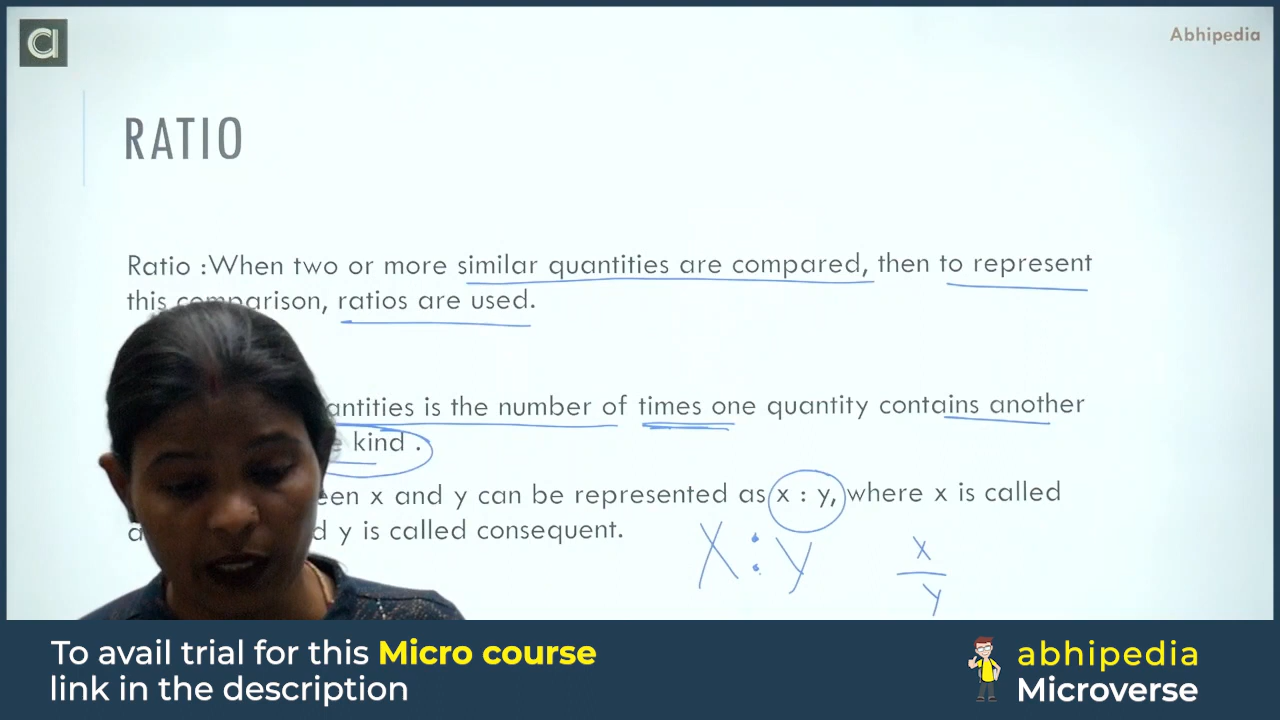 Abhipedia
RATIO
Ratio :When two or more similar quantities are compared, then to represent
this comparison, ratios are used.
antities is the number of times one quantity contains another
kind .
een x and y can be represented as x : y, where x is called
y is called consequent.
X : y
x
y
To avail trial for this Micro course
link in the description
abhipedia
Microverse